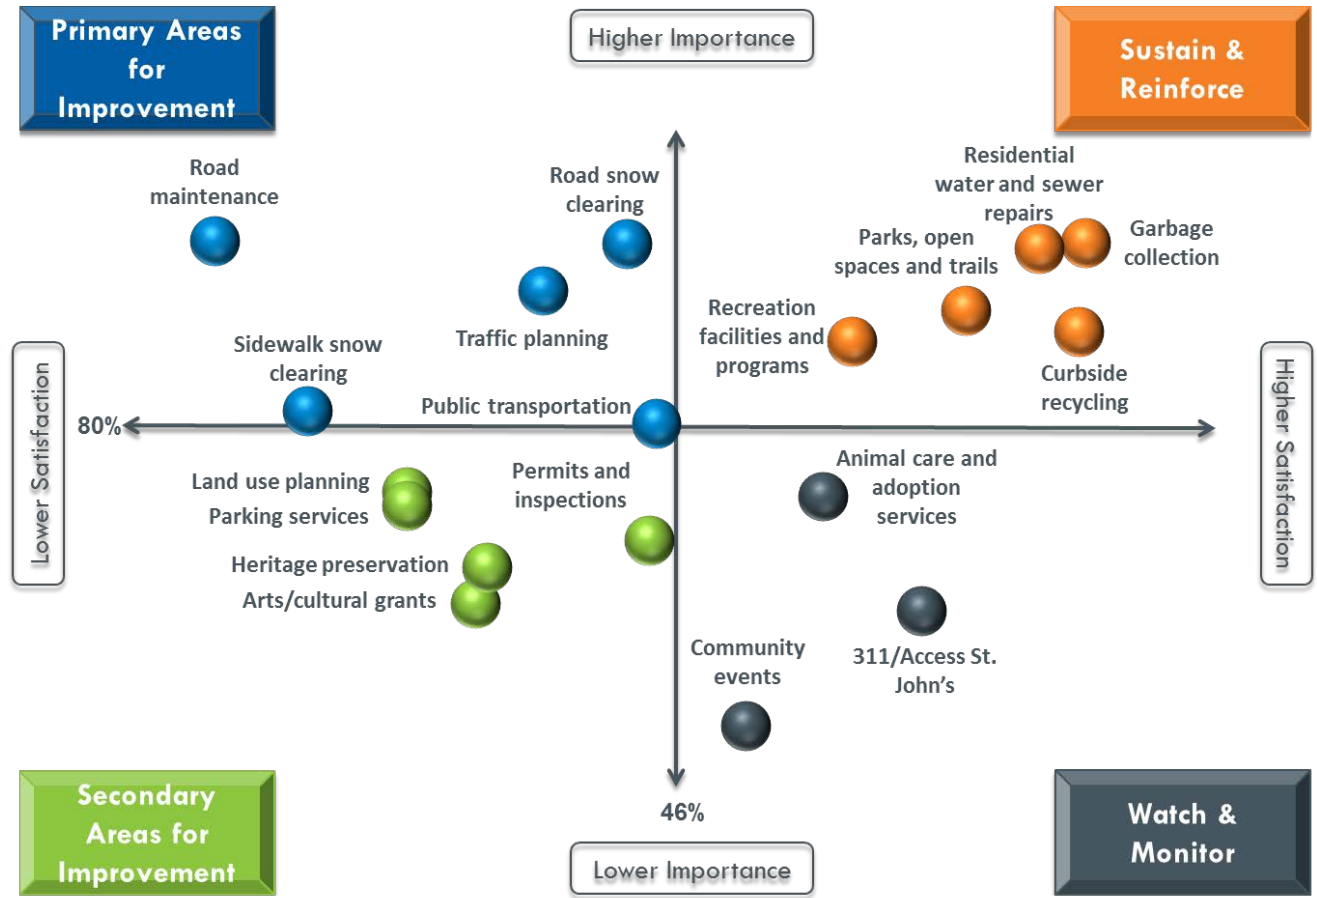 Primary Areas
for
Improvement
Higher Importance
Sustain &
Reinforce
Road
maintenance
Road snow
clearing
Residential
water and sewer
repairs
Garbage
collection
Parks, open
spaces and trails
Recreation
facilities and
programs
Traffic planning
Sidewalk snow
clearing
Curbside
recycling
Public transportation
80%
Lower Satisfaction
Higher Satisfaction
Land use planning
Parking services
Permits and
inspections
Animal care and
adoption
services
Heritage preservation
Arts/cultural grants
Community
events
311/Access St.
John’s
46%
Secondary
Areas for
Improvement
Lower Importance
Watch &
Monitor